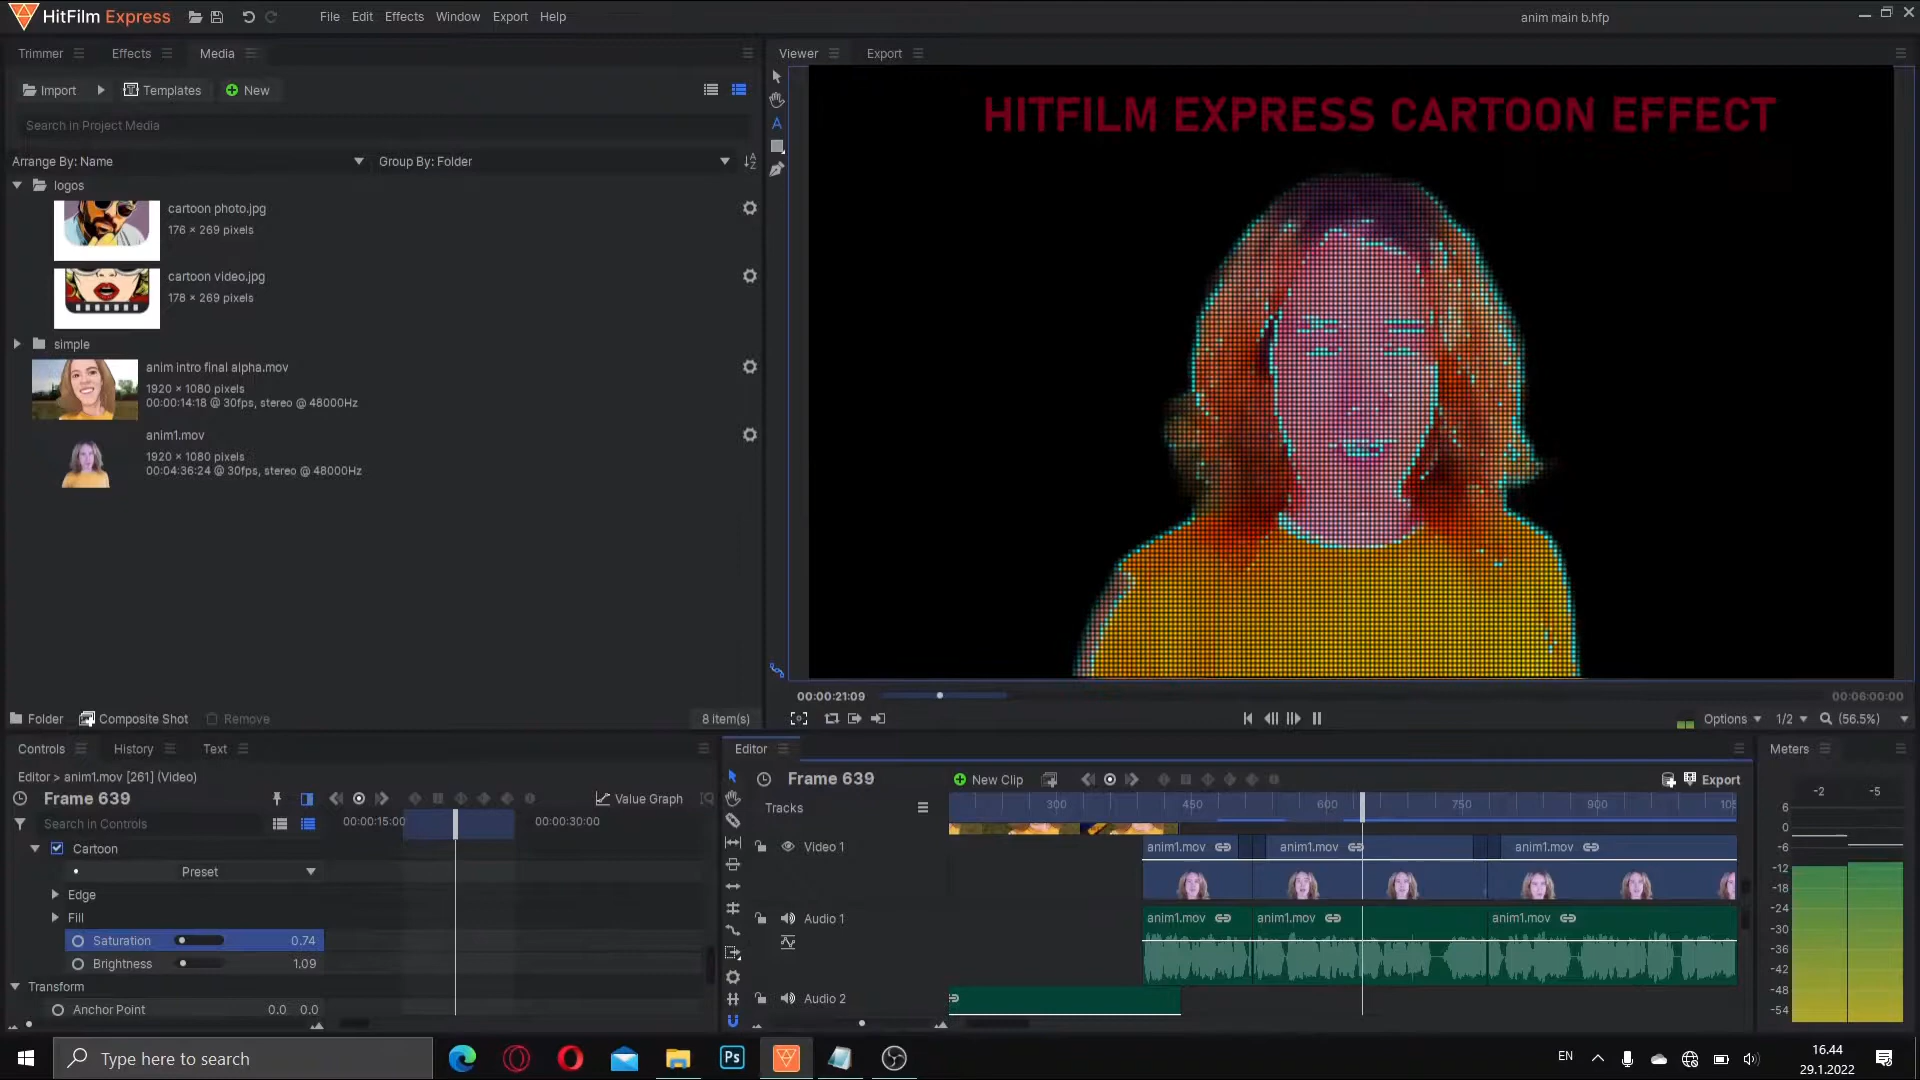 HitFilm Express File Edit Effects Window Export Help anim main b.hfp
Trimmer Effects Media Viewer Export
Import Templates New
Search in Project Media
Arrange By: Name Group By: Folder
logos
cartoon photo.jpg
176 × 269 pixels
cartoon video.jpg
178 × 269 pixels
simple
anim intro final alpha.mov
1920 × 1080 pixels
00:00:14:18 @ 30fps, stereo @ 48000Hz
anim1.mov
1920 × 1080 pixels
00:04:36:24 @ 30fps, stereo @ 48000Hz
HITFILM EXPRESS CARTOON EFFECT
00:00:21:09 00:06:00:00
Folder Composite Shot Remove 8 item(s)
Options 1/2 (56.5%)
Controls History Text
Editor > anim1.mov [261] (Video)
Frame 639 Value Graph
Search in Controls 00:00:15:00 00:00:30:00
Cartoon
Preset
Edge
Fill
Saturation 0.74
Brightness 1.09
Transform
Anchor Point 0.0 0.0
Editor
Frame 639 New Clip Export
Tracks 300 450 600 750 900 105
Video 1 anim1.mov anim1.mov anim1.mov
Audio 1 anim1.mov anim1.mov anim1.mov
Audio 2
Meters
-2 -5
6
0
-6
-12
-18
-24
-30
-36
-42
-48
-54
Type here to search Ps EN 16.44
29.1.2022